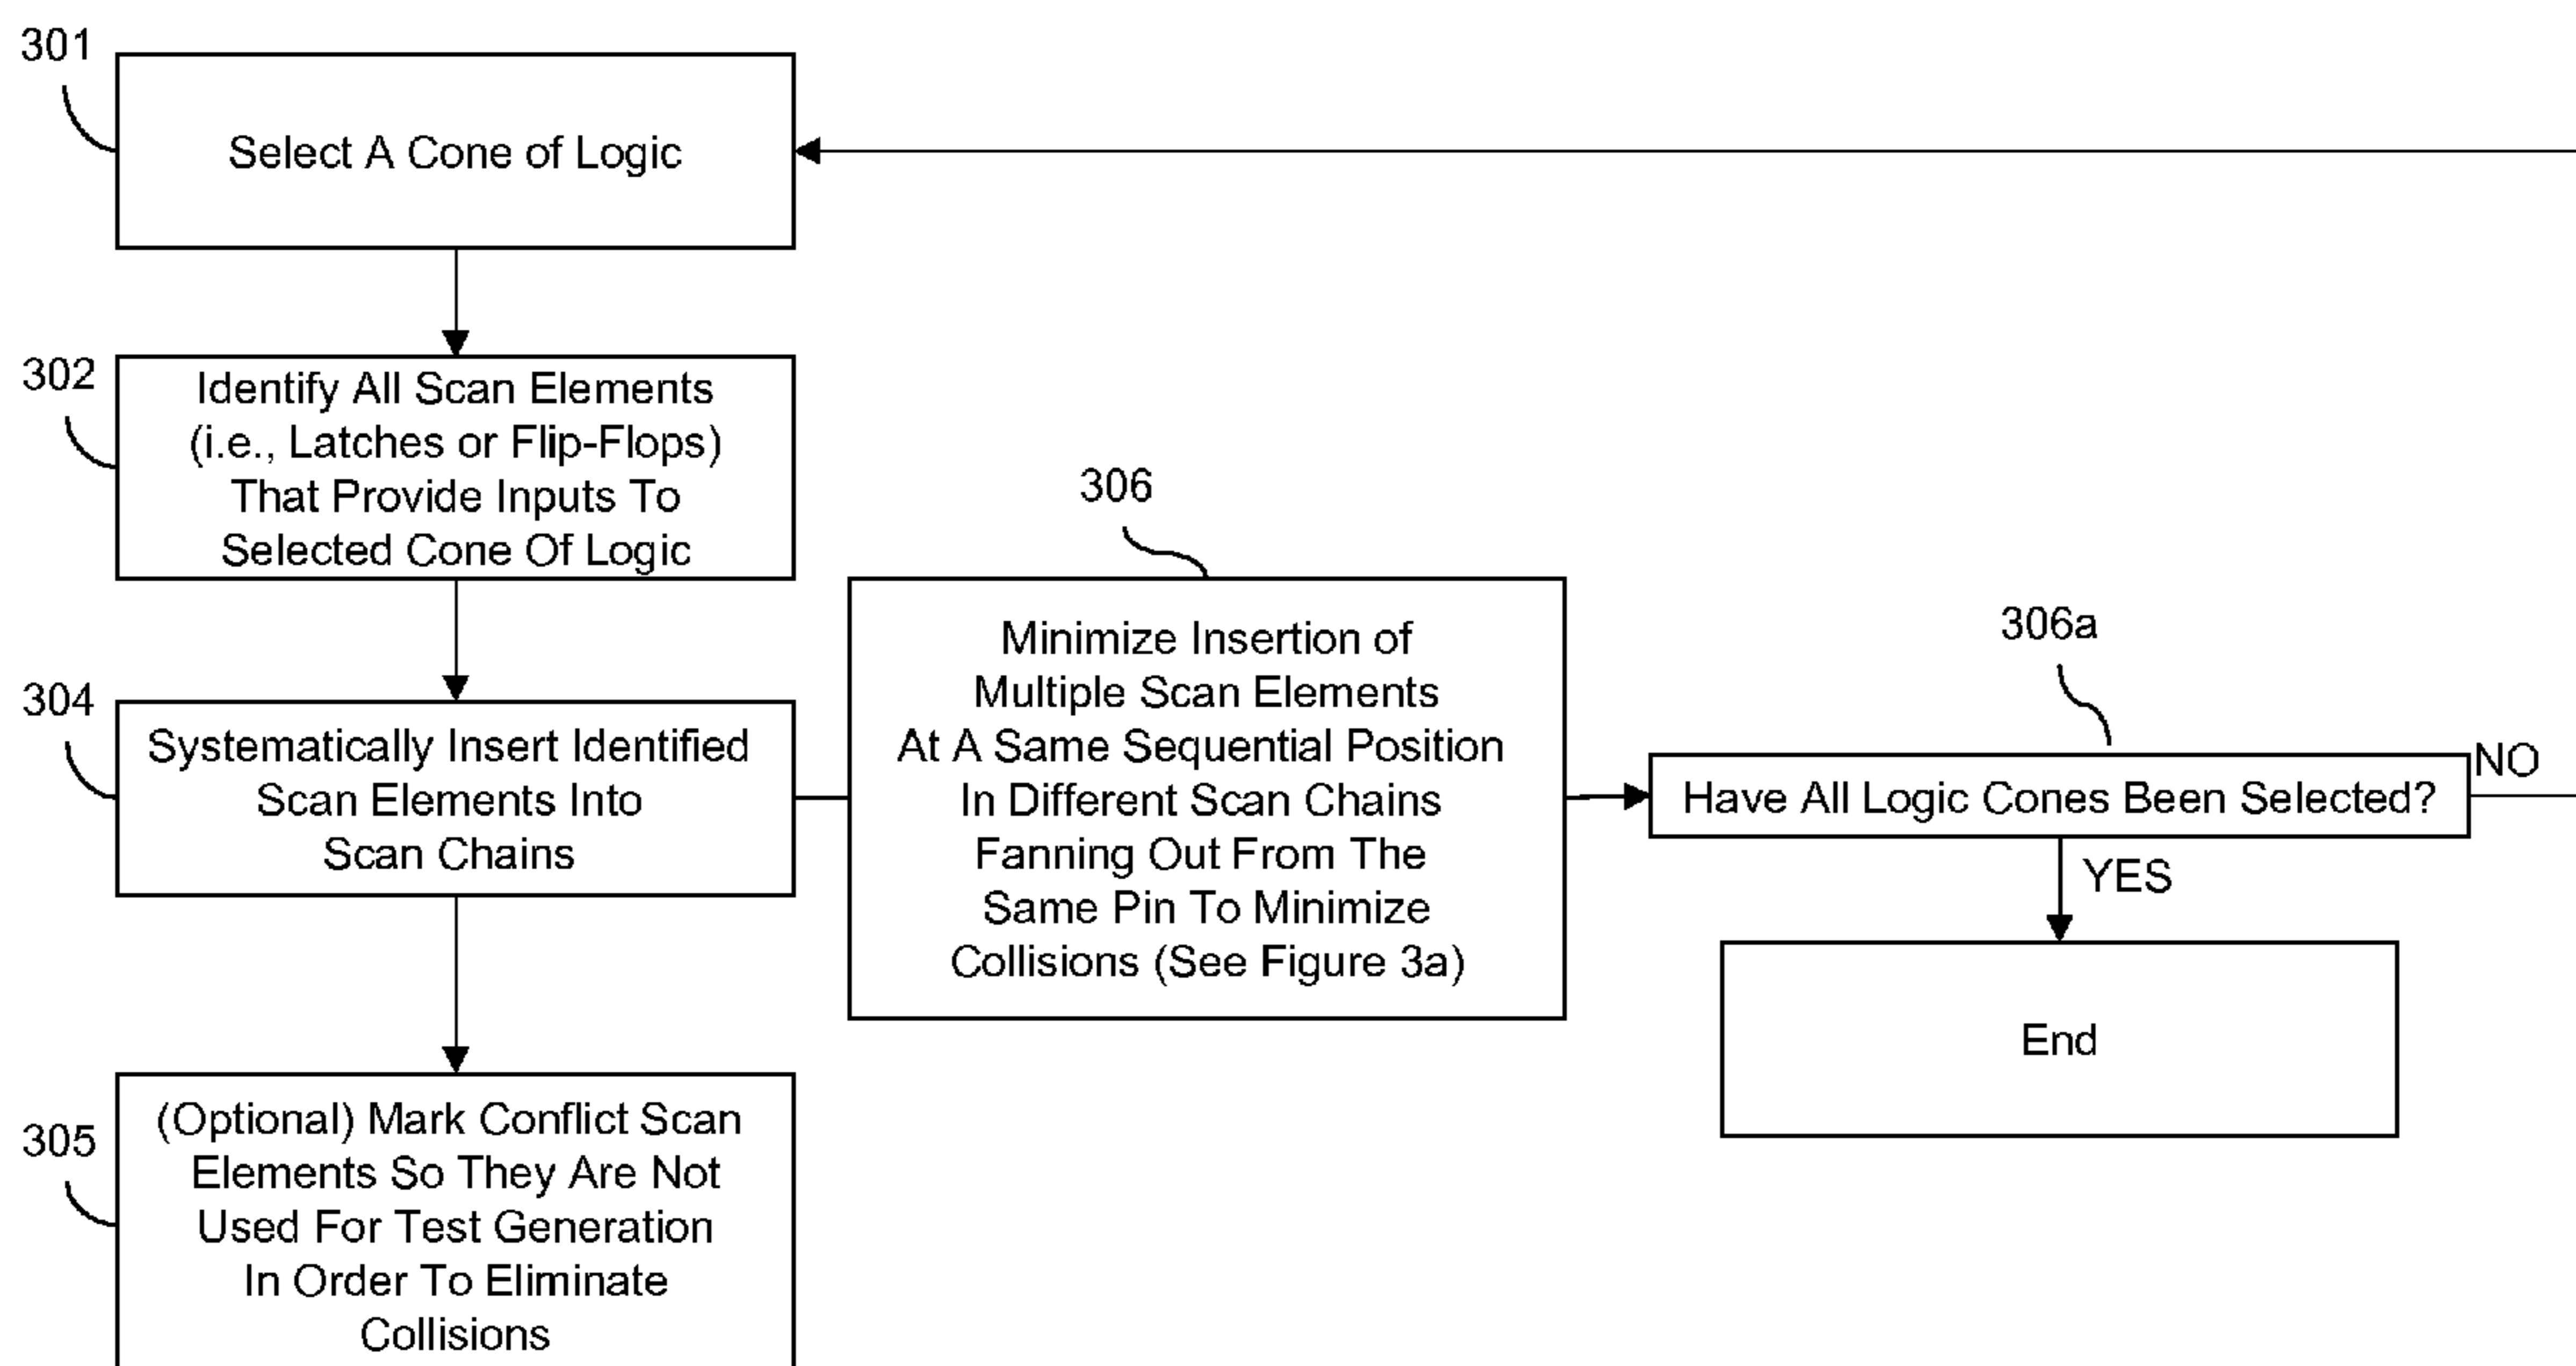 301
Select A Cone of Logic
302
Identify All Scan Elements
(i.e., Latches or Flip-Flops)
That Provide Inputs To
Selected Cone Of Logic
304
Systematically Insert Identified
Scan Elements Into
Scan Chains
305
(Optional) Mark Conflict Scan
Elements So They Are Not
Used For Test Generation
In Order To Eliminate
Collisions
306
Minimize Insertion of
Multiple Scan Elements
At A Same Sequential Position
In Different Scan Chains
Fanning Out From The
Same Pin To Minimize
Collisions (See Figure 3a)
306a
Have All Logic Cones Been Selected?
NO
YES
End